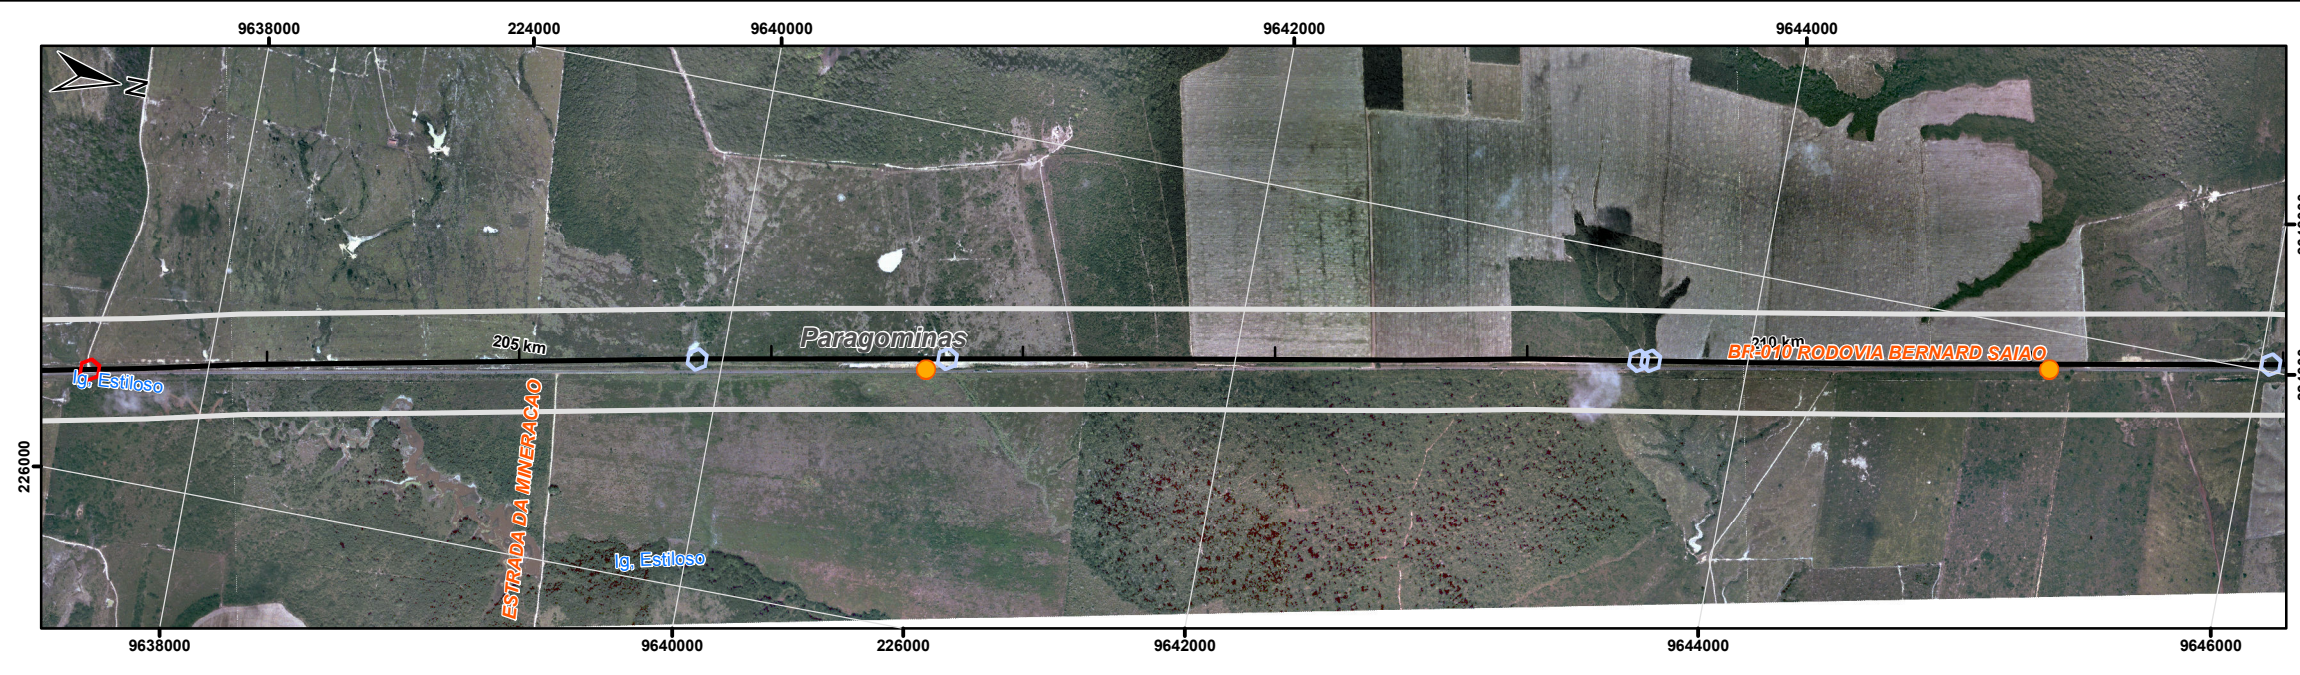 9638000
224000
9640000
9642000
9644000
N
205 km
Paragominas
210 km
BR-010 RODOVIA BERNARD SAIAO
Ig. Estiloso
ESTRADA DA MINERACAO
226000
Ig. Estiloso
9638000
9640000
226000
9642000
9644000
9646000